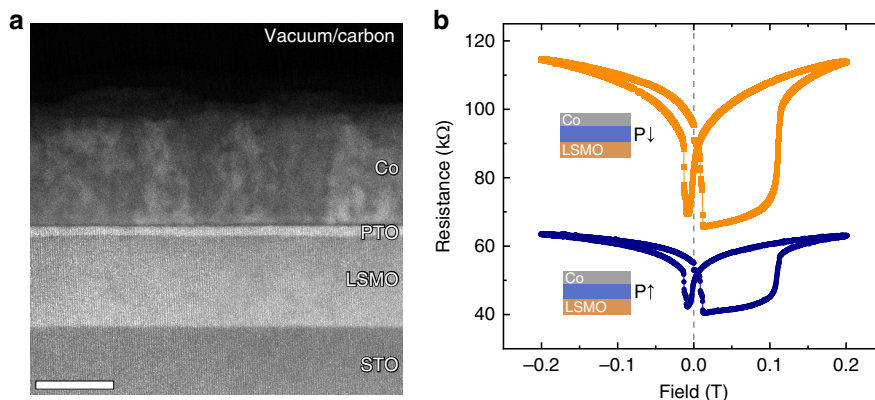 a
Vacuum/carbon
Co
PTO
LSMO
STO
b
120
100
80
60
40
Resistance (kΩ)
Co
P↓
LSMO
Co
P↑
LSMO
−0.2
−0.1
0.0
0.1
0.2
Field (T)